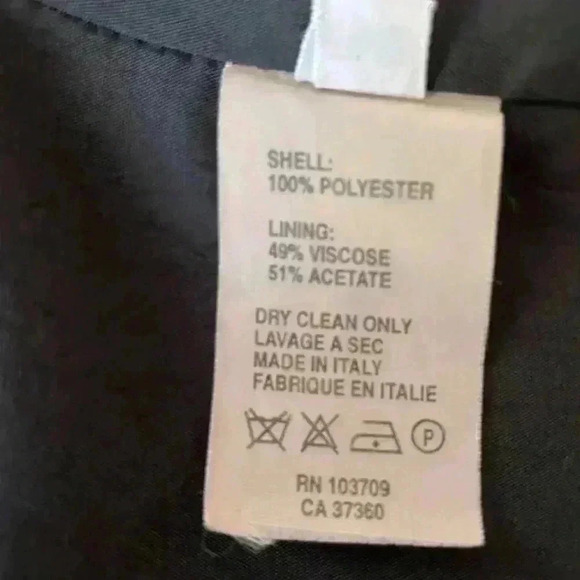 SHELL:
100% POLYESTER
LINING:
49% VISCOSE
51% ACETATE
DRY CLEAN ONLY
LAVAGE A SEC
MADE IN ITALY
FABRIQUE EN ITALIE
P
RN 103709
CA 37360